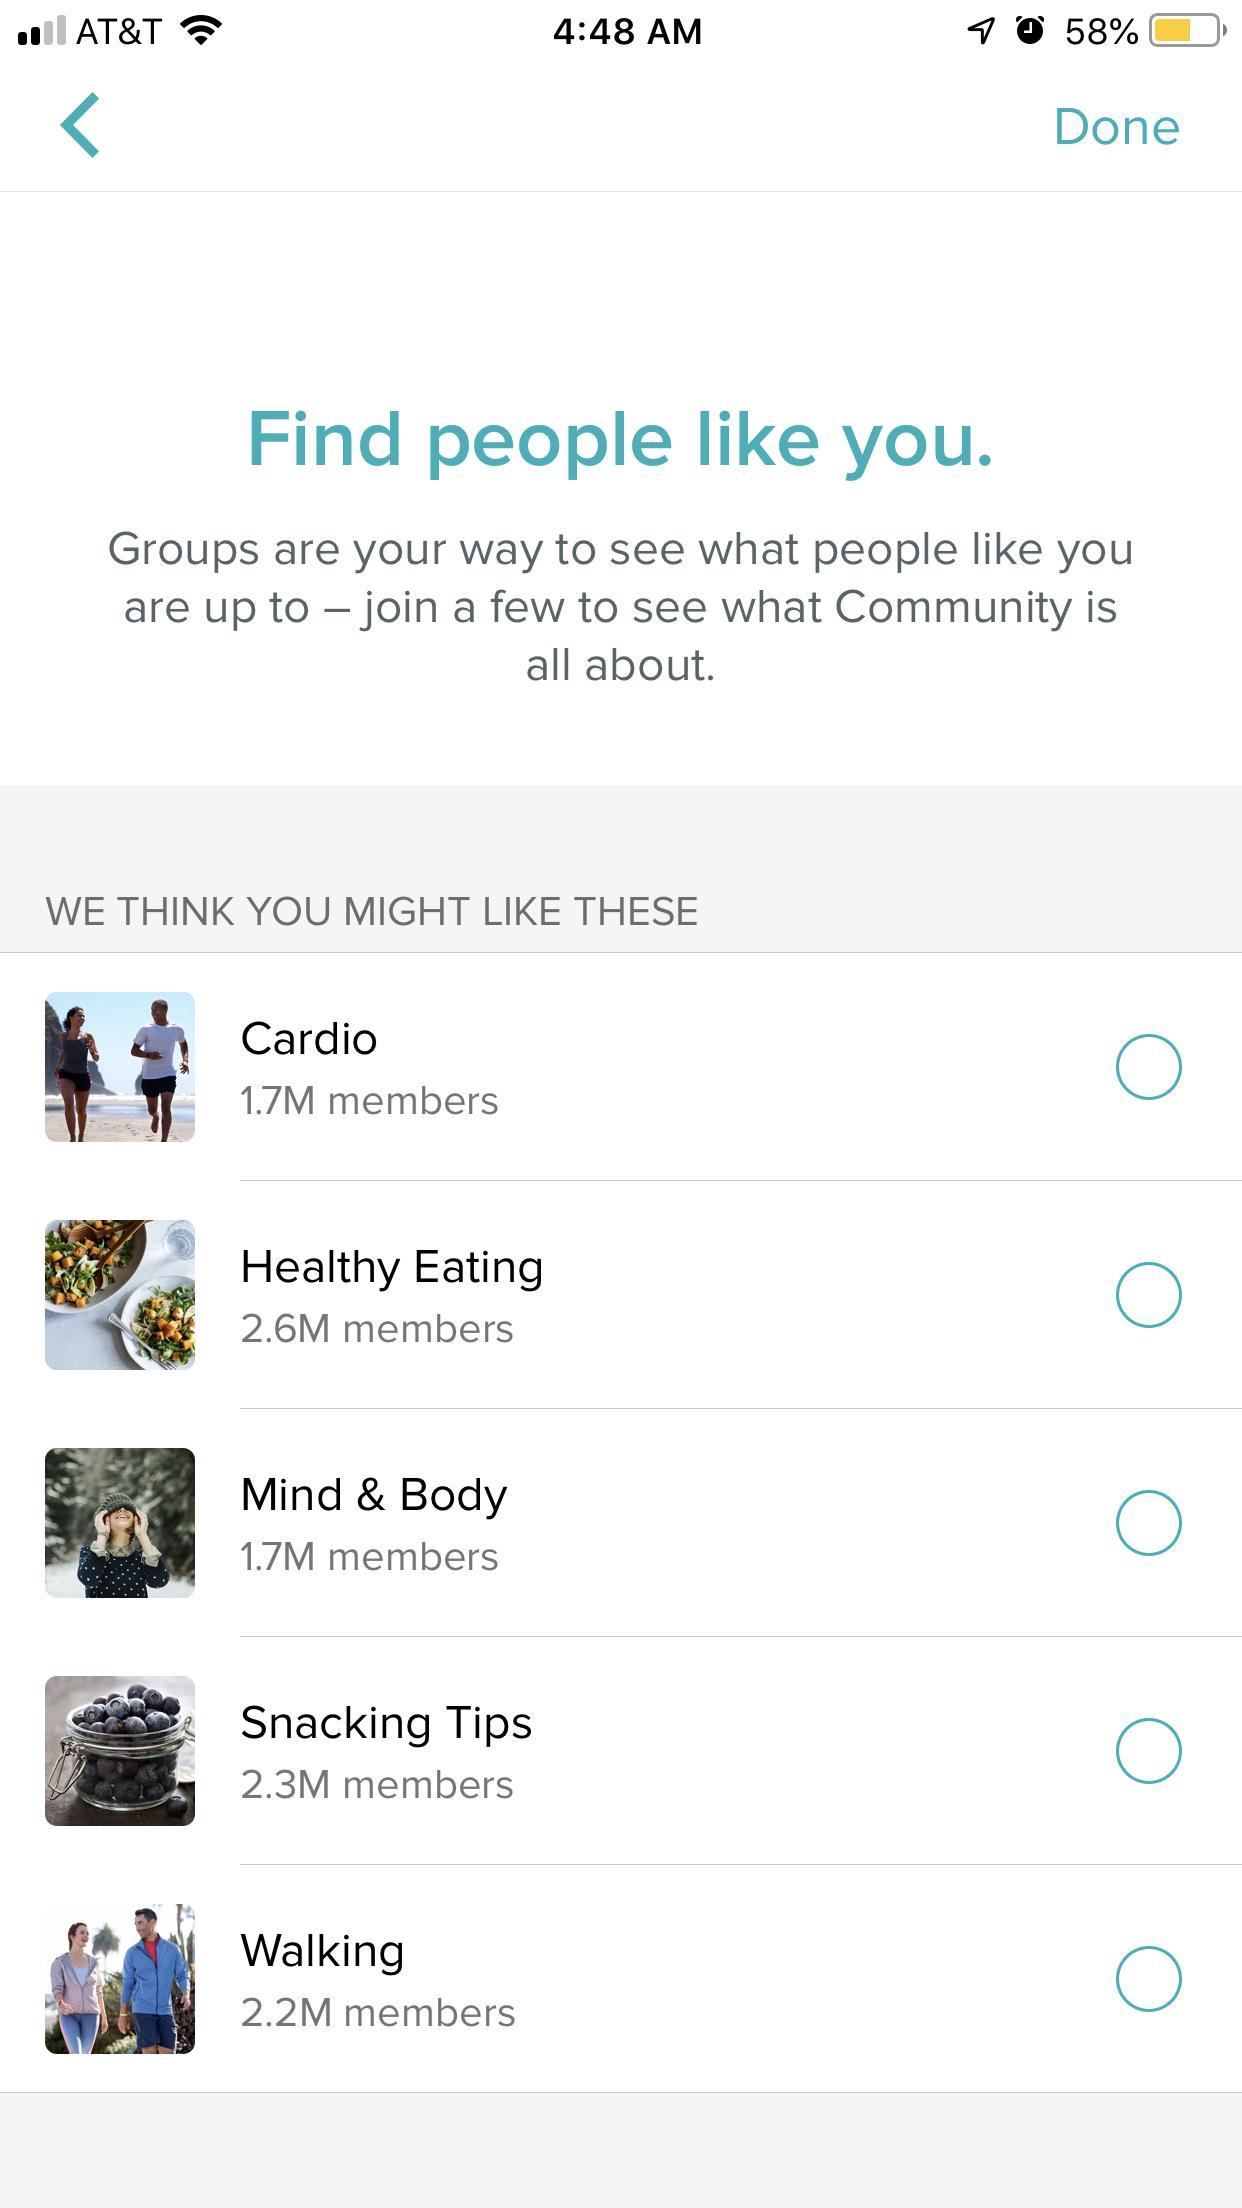 AT&T 4:48 AM 58%
Done
Find people like you.
Groups are your way to see what people like you
are up to – join a few to see what Community is
all about.
WE THINK YOU MIGHT LIKE THESE
Cardio
1.7M members
Healthy Eating
2.6M members
Mind & Body
1.7M members
Snacking Tips
2.3M members
Walking
2.2M members